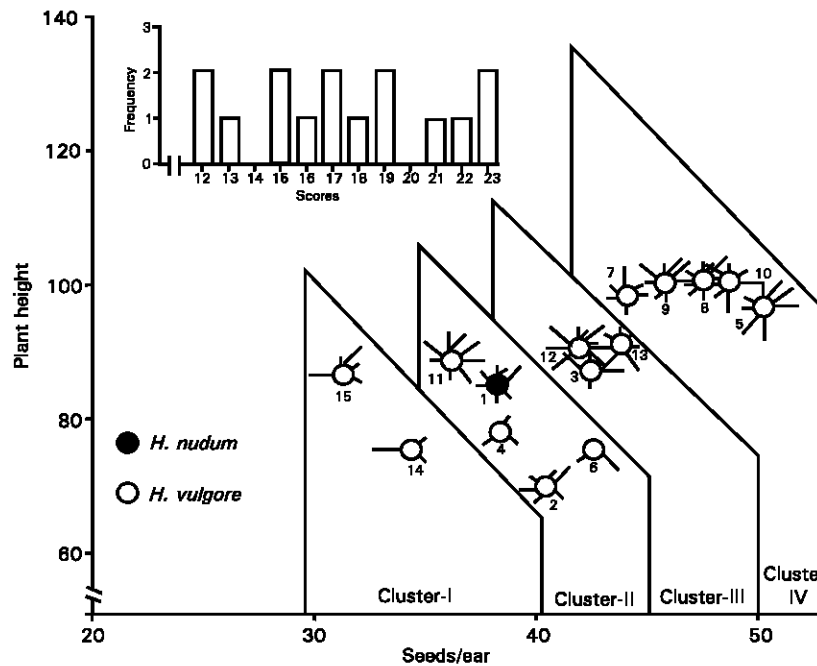 140
120
100
80
60
Plant height
3
2
1
0
Frequency
12 13 14 15 16 17 18 19 20 21 22 23
Scores
7
9
8
10
5
12
13
3
11
1
15
4
14
6
2
H. nudum
H. vulgore
Cluster-I
Cluster-II
Cluster-III
Cluste
IV
20 30 40 50
Seeds/ear